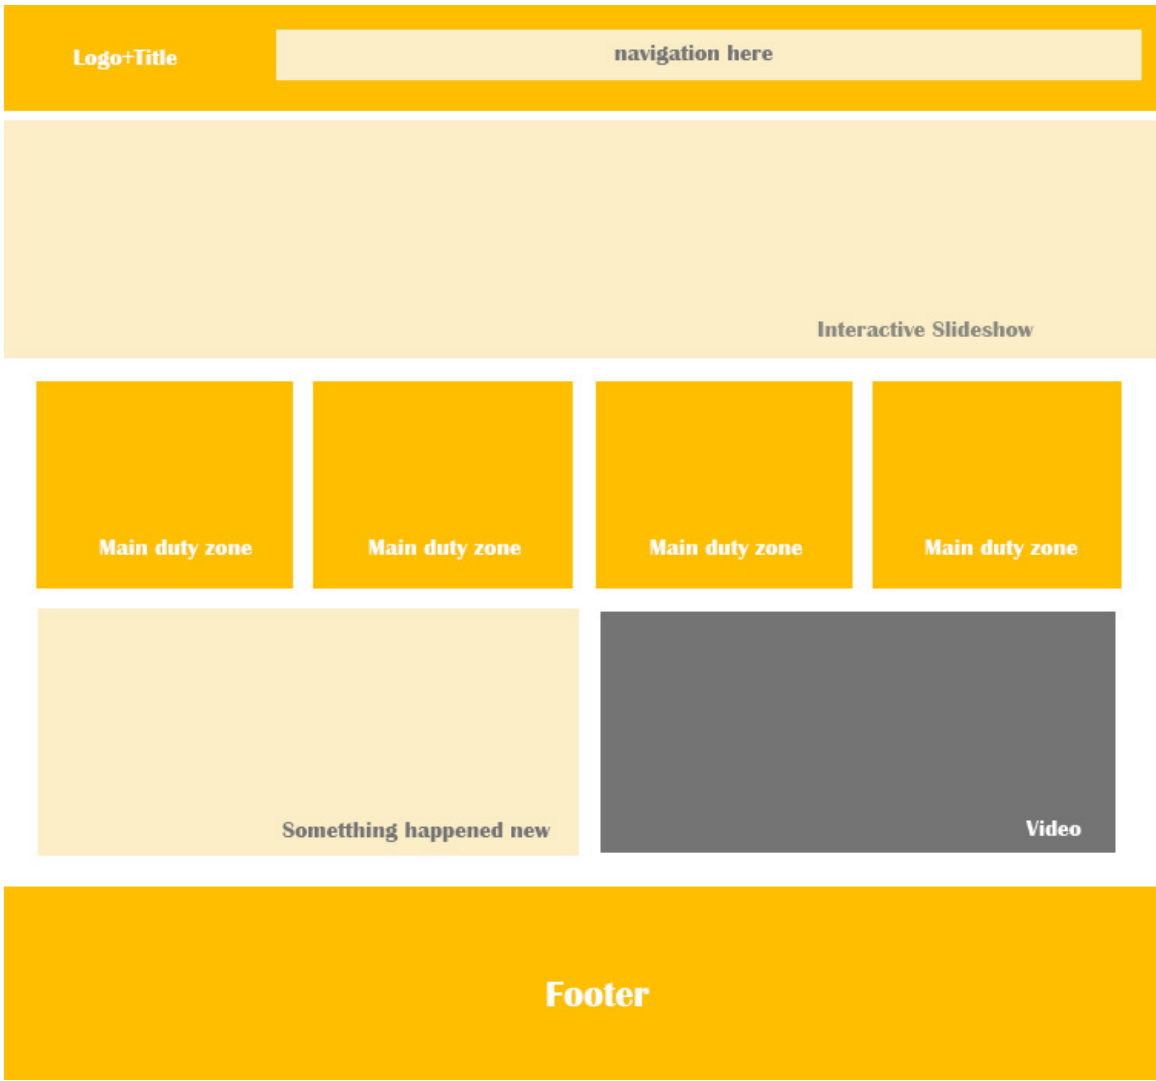 Logo+Title
navigation here
Interactive Slideshow
Main duty zone
Main duty zone
Main duty zone
Main duty zone
Sometthing happened new
Video
Footer